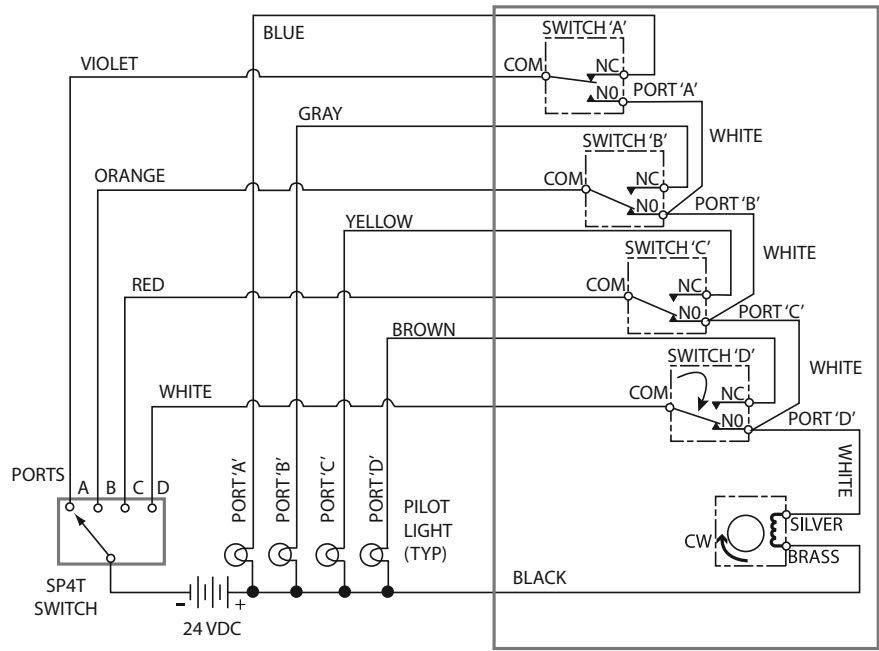 BLUE
SWITCH 'A'
VIOLET
COM
NC
N0
PORT 'A'
GRAY
WHITE
SWITCH 'B'
ORANGE
COM
NC
N0
PORT 'B'
YELLOW
WHITE
SWITCH 'C'
RED
COM
NC
N0
PORT 'C'
BROWN
SWITCH 'D'
WHITE
WHITE
COM
NC
N0
PORT 'D'
PORTS
A B C D
PORT 'A'
PORT 'B'
PORT 'C'
PORT 'D'
PILOT
LIGHT
(TYP)
WHITE
SILVER
CW
BRASS
BLACK
SP4T
SWITCH
- +
24 VDC